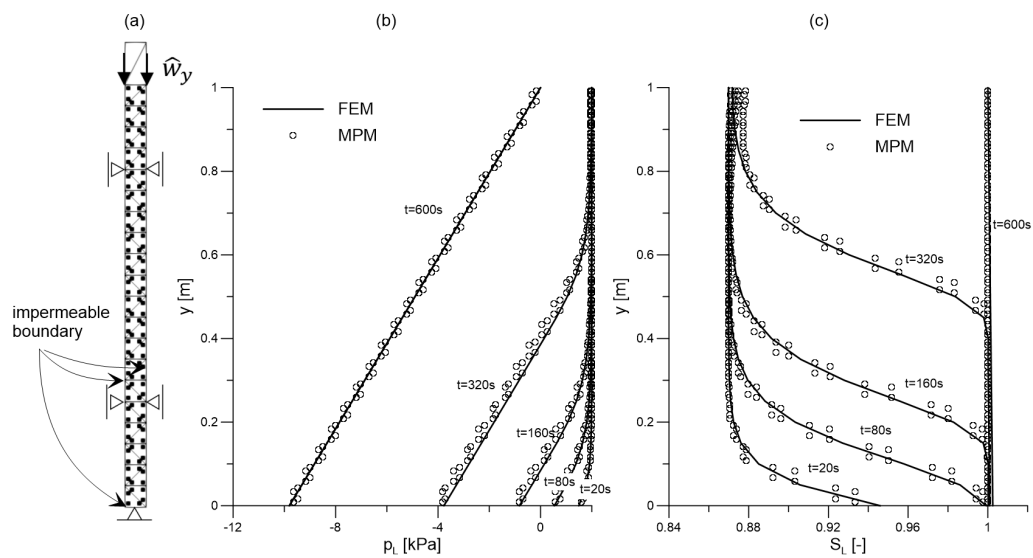 (a)
(b)
(c)
ŵy
impermeable
boundary
1
0.8
0.6
0.4
0.2
0
y [m]
FEM
MPM
t=600s
t=320s
t=160s
t=80s
t=20s
-12
-8
-4
0
pL [kPa]
1
0.8
0.6
0.4
0.2
0
y [m]
FEM
MPM
t=600s
t=320s
t=160s
t=80s
t=20s
0.84
0.88
0.92
0.96
1
SL [-]